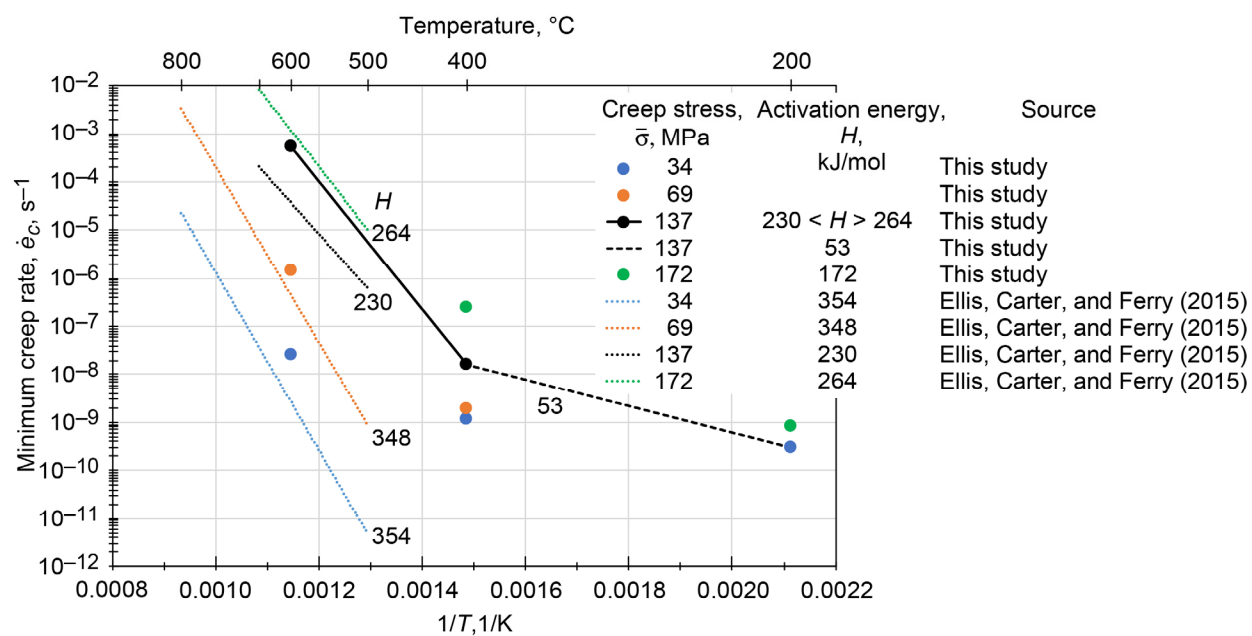 Temperature, °C
800 600 500 400 200
10–2
10–3
10–4
10–5
10–6
10–7
10–8
10–9
10–10
10–11
10–12
Minimum creep rate, ėc, s–1
H
264
230
348
354
53
Creep stress, Activation energy, Source
σ̅, MPa H,
kJ/mol
34 This study
69 This study
137 230 < H > 264 This study
137 53 This study
172 172 This study
34 354 Ellis, Carter, and Ferry (2015)
69 348 Ellis, Carter, and Ferry (2015)
137 230 Ellis, Carter, and Ferry (2015)
172 264 Ellis, Carter, and Ferry (2015)
0.0008 0.0010 0.0012 0.0014 0.0016 0.0018 0.0020 0.0022
1/T,1/K